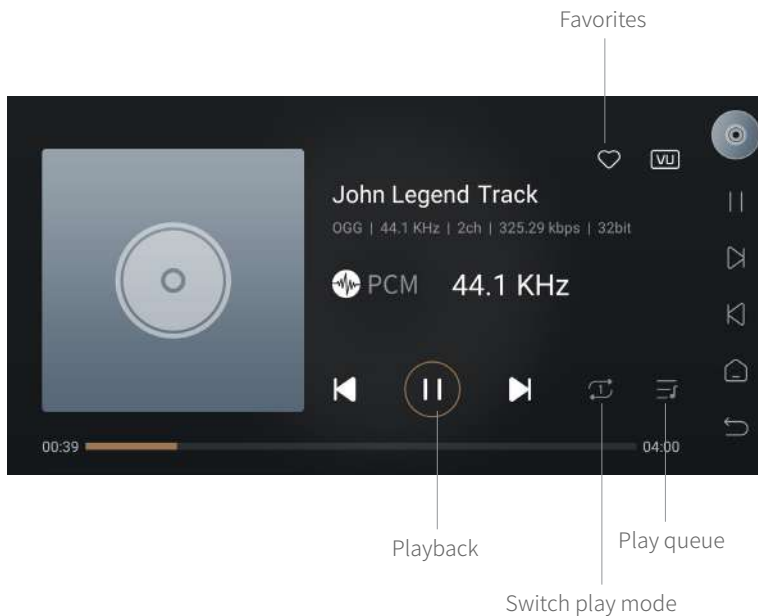 Favorites
VU
John Legend Track
OGG | 44.1 KHz | 2ch | 325.29 kbps | 32bit
PCM 44.1 KHz
1
00:39 04:00
Playback
Play queue
Switch play mode